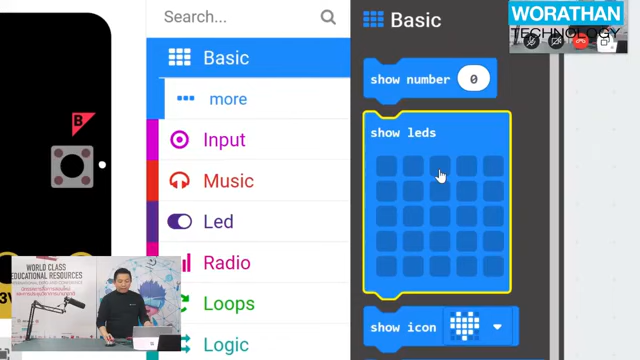 Search...
Basic
more
Input
Music
Led
Radio
Loops
Logic
Basic
show number 0
show leds
show icon
WORATHAN
TECHNOLOGY
B
3V
WORLD CLASS
EDUCATIONAL RESOURCES